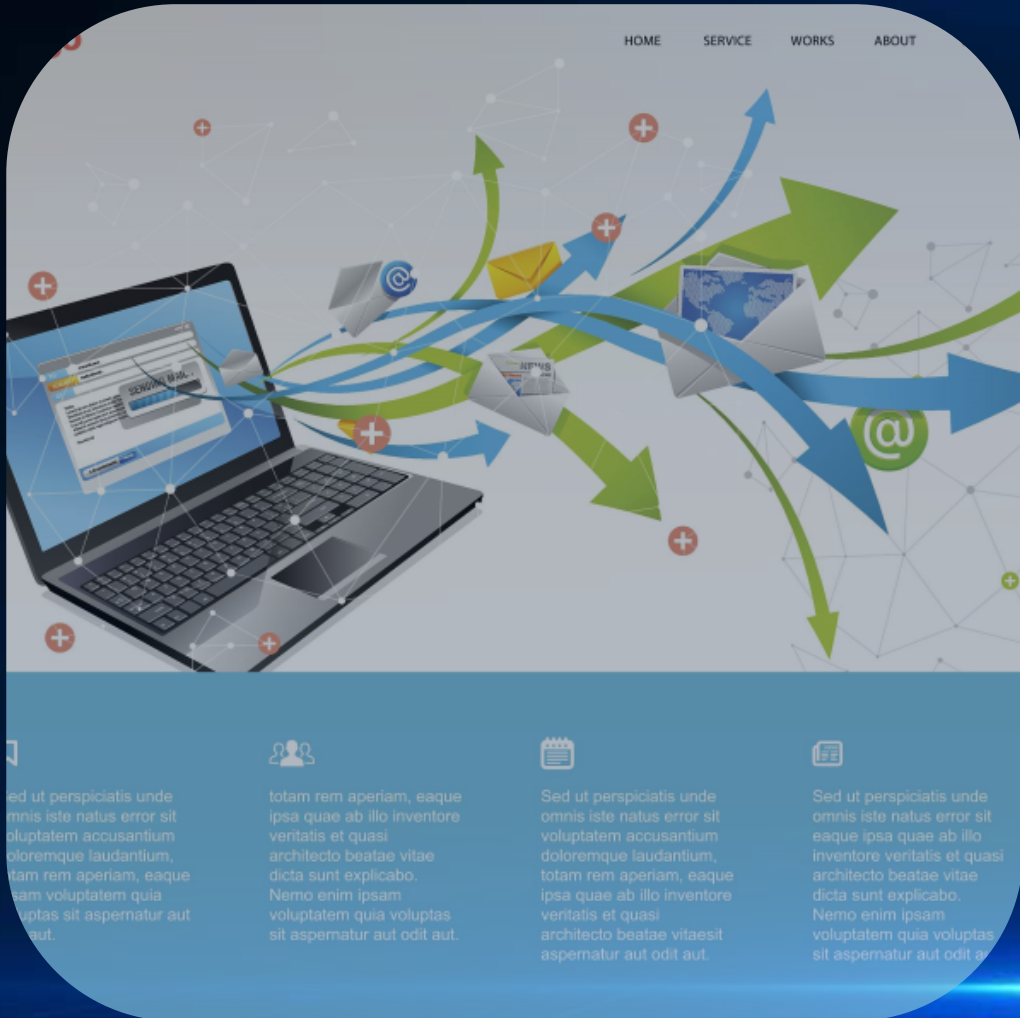 HOME SERVICE WORKS ABOUT
SENDING MAIL...
@
NEWS
@
ut perspiciatis unde
iste natus error sit
accusantium
laudantium,
rem aperiam, eaque
voluptatem quia
sit aspernatur aut
aut.
totam rem aperiam, eaque
ipsa quae ab illo inventore
veritatis et quasi
architecto beatae vitae
dicta sunt explicabo.
Nemo enim ipsam
voluptatem quia voluptas
sit aspernatur aut odit aut.
Sed ut perspiciatis unde
omnis iste natus error sit
voluptatem accusantium
doloremque laudantium,
totam rem aperiam, eaque
ipsa quae ab illo inventore
veritatis et quasi
architecto beatae vitaesit
aspernatur aut odit aut.
Sed ut perspiciatis unde
omnis iste natus error sit
eaque ipsa quae ab illo
inventore veritatis et quasi
architecto beatae vitae
dicta sunt explicabo.
Nemo enim ipsam
voluptatem quia voluptas
sit aspernatur aut odit